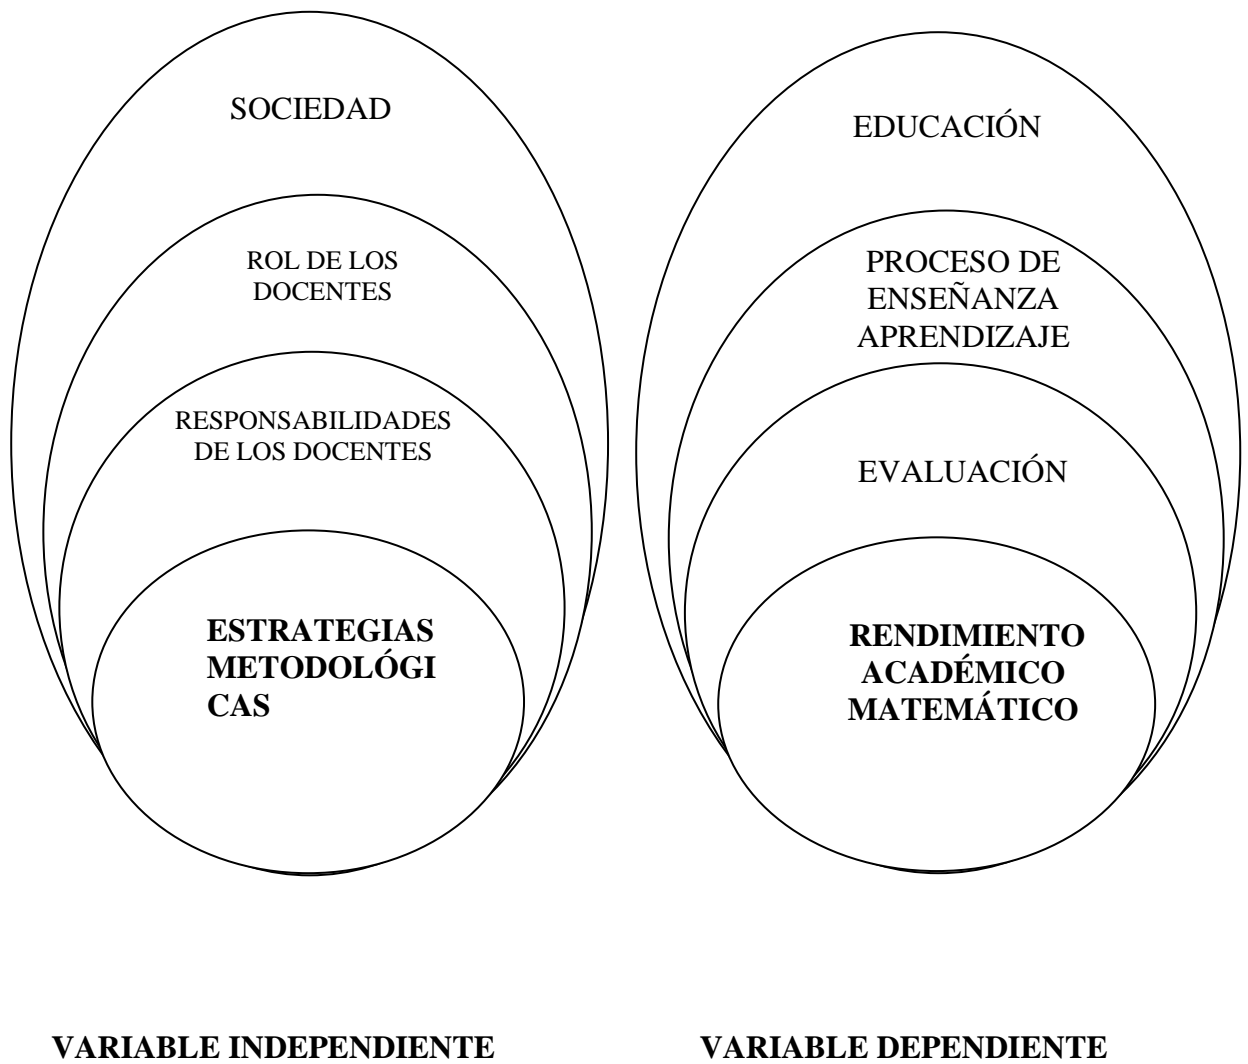 SOCIEDAD
ROL DE LOS
DOCENTES
RESPONSABILIDADES
DE LOS DOCENTES
ESTRATEGIAS
METODOLÓGI
CAS
VARIABLE INDEPENDIENTE
EDUCACIÓN
PROCESO DE
ENSEÑANZA
APRENDIZAJE
EVALUACIÓN
RENDIMIENTO
ACADÉMICO
MATEMÁTICO
VARIABLE DEPENDIENTE